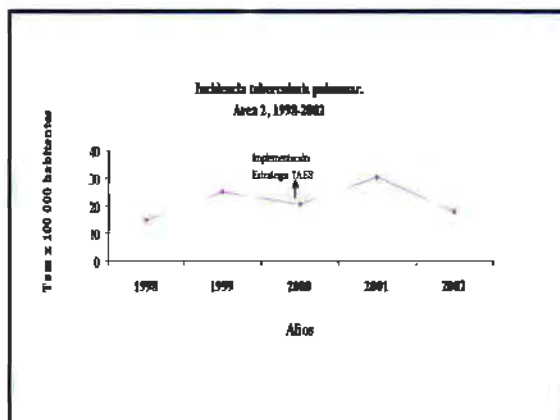 Incidencia tuberculosis pulmonar.
Area 2, 1998-2002
Implementación
Estrategia TAES
Tasa x 100 000 habitantes
40
30
20
10
0
1998
1999
2000
2001
2002
Años